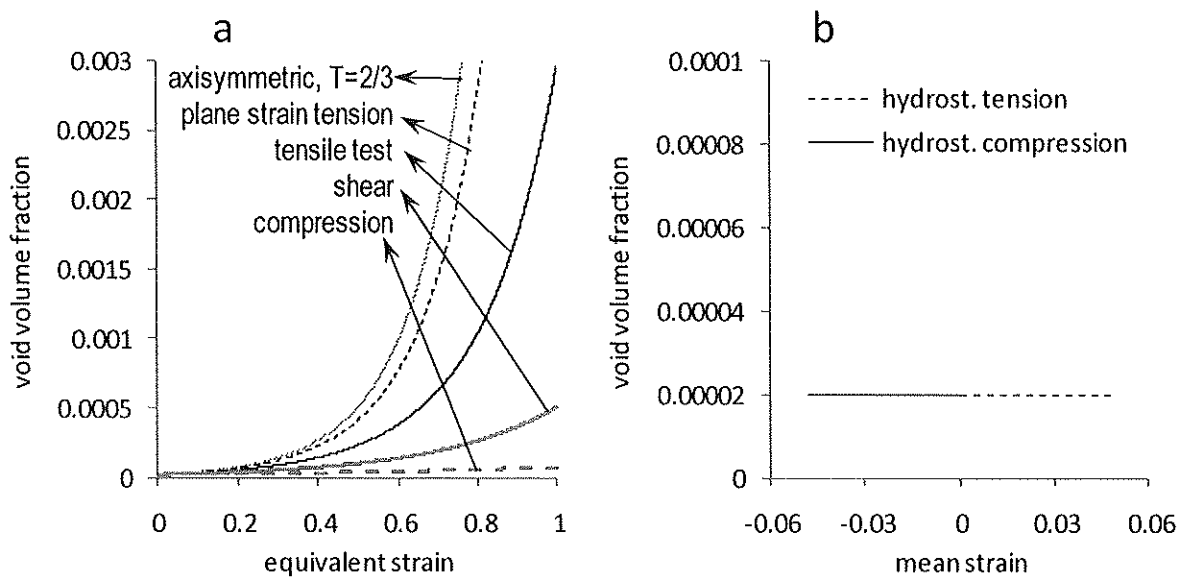 a
0.003
0.0025
0.002
0.0015
0.001
0.0005
0
void volume fraction
axisymmetric, T=2/3
plane strain tension
tensile test
shear
compression
0 0.2 0.4 0.6 0.8 1
equivalent strain
b
0.0001
0.00008
0.00006
0.00004
0.00002
0
void volume fraction
hydrost. tension
hydrost. compression
-0.06 -0.03 0 0.03 0.06
mean strain